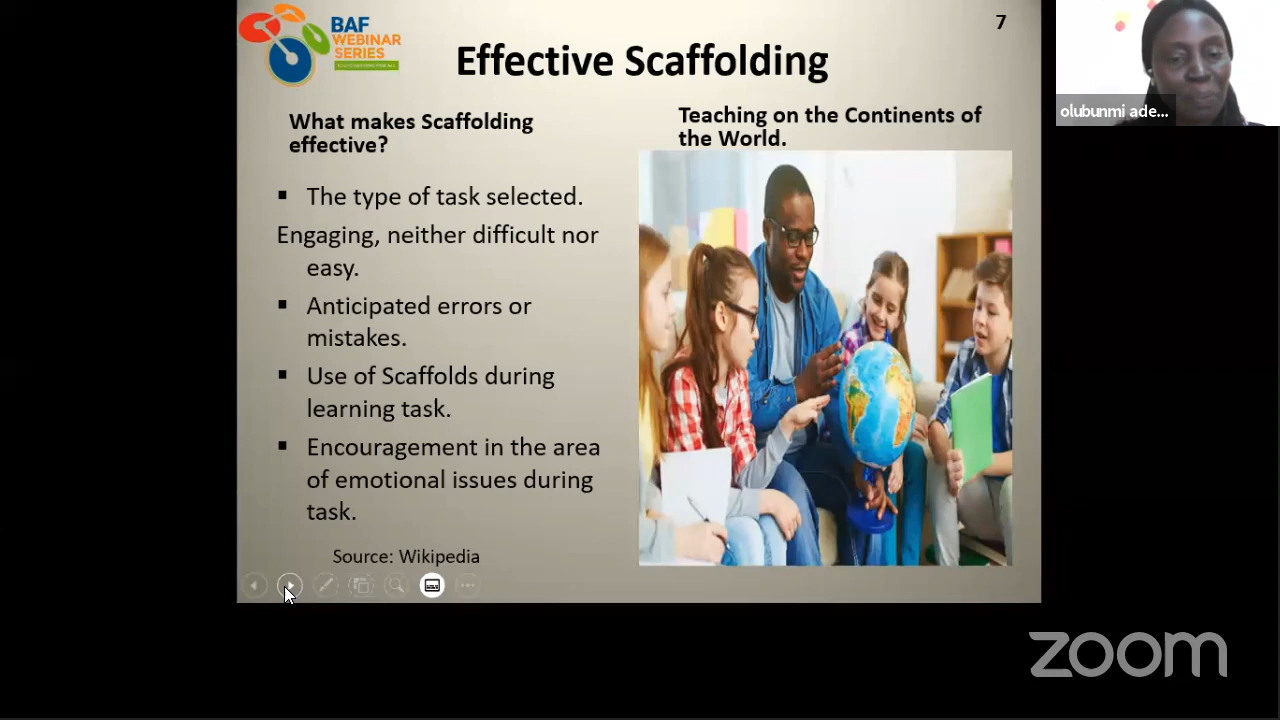 BAF
WEBINAR
SERIES
7
Effective Scaffolding
What makes Scaffolding
effective?
▪ The type of task selected.
Engaging, neither difficult nor
easy.
▪ Anticipated errors or
mistakes.
▪ Use of Scaffolds during
learning task.
▪ Encouragement in the area
of emotional issues during
task.
Source: Wikipedia
Teaching on the Continents of
the World.
olubunmi ade...
zoom